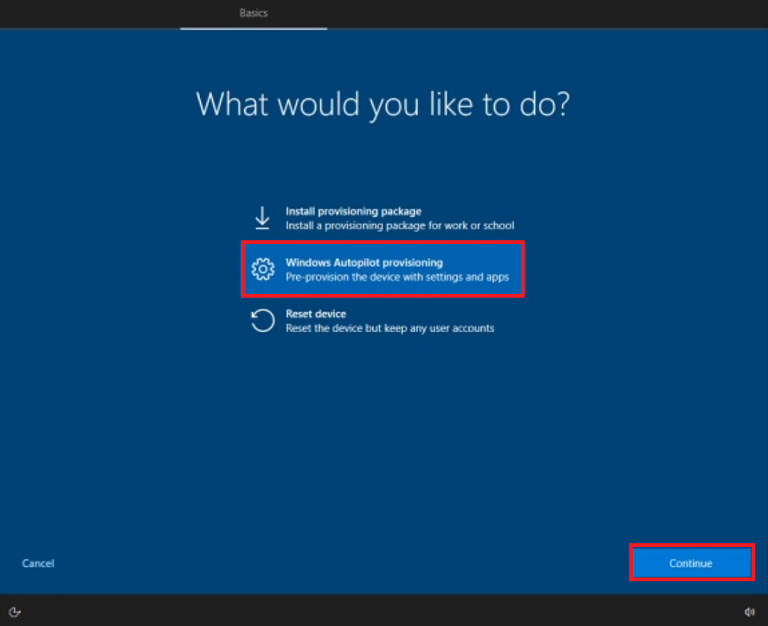 Basics
What would you like to do?
Install provisioning package
Install a provisioning package for work or school
Windows Autopilot provisioning
Pre-provision the device with settings and apps
Reset device
Reset the device but keep any user accounts
Cancel
Continue